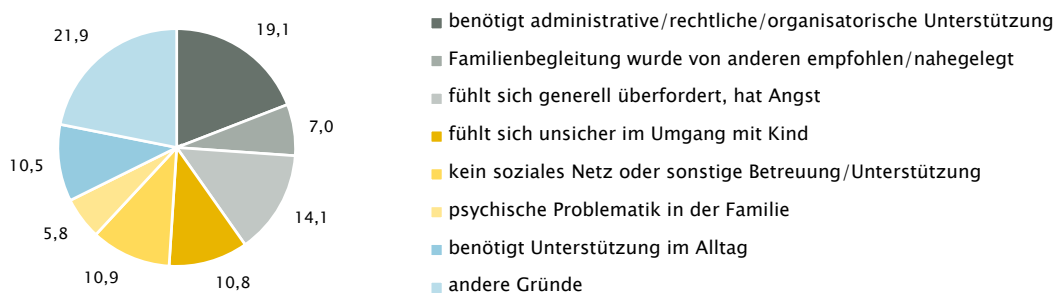 19,1
7,0
14,1
10,8
10,9
5,8
10,5
21,9
benötigt administrative/rechtliche/organisatorische Unterstützung
Familienbegleitung wurde von anderen empfohlen/nahegelegt
fühlt sich generell überfordert, hat Angst
fühlt sich unsicher im Umgang mit Kind
kein soziales Netz oder sonstige Betreuung/Unterstützung
psychische Problematik in der Familie
benötigt Unterstützung im Alltag
andere Gründe